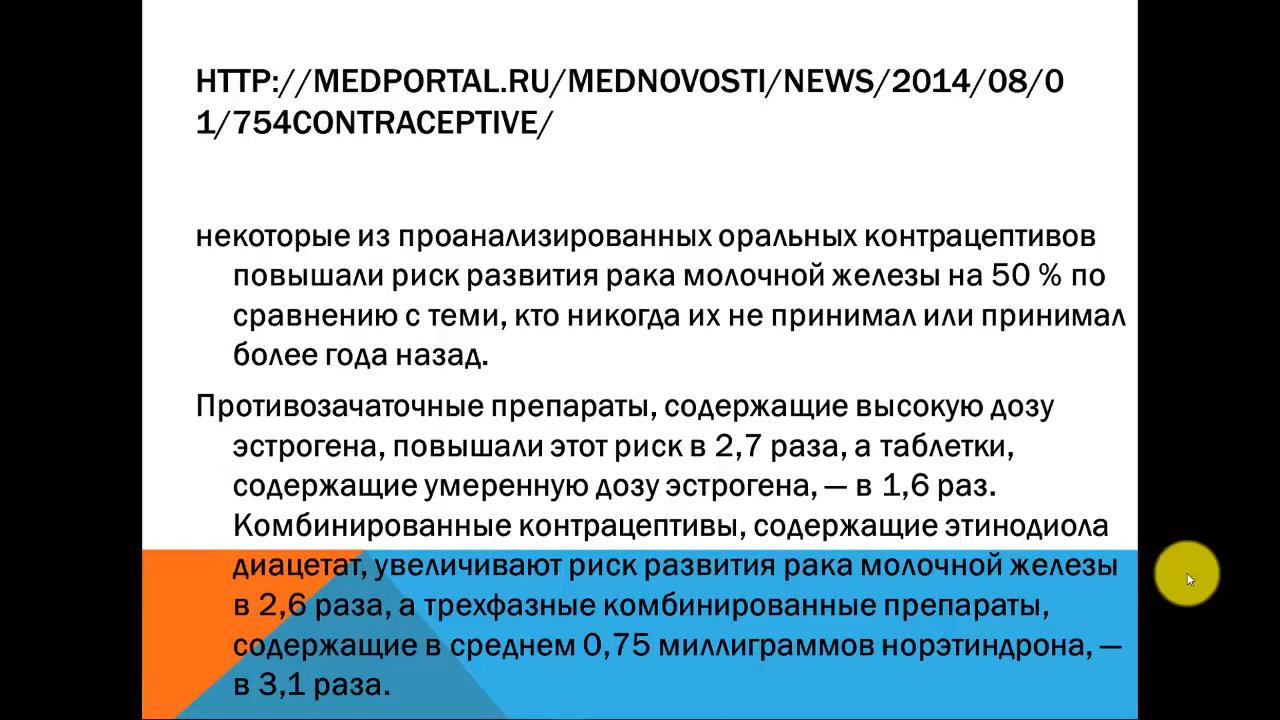 HTTP://MEDPORTAL.RU/MEDNOVOSTI/NEWS/2014/08/0
1/754CONTRACEPTIVE/
некоторые из проанализированных оральных контрацептивов
повышали риск развития рака молочной железы на 50 % по
сравнению с теми, кто никогда их не принимал или принимал
более года назад.
Противозачаточные препараты, содержащие высокую дозу
эстрогена, повышали этот риск в 2,7 раза, а таблетки,
содержащие умеренную дозу эстрогена, — в 1,6 раз.
Комбинированные контрацептивы, содержащие этинодиола
диацетат, увеличивают риск развития рака молочной железы
в 2,6 раза, а трехфазные комбинированные препараты,
содержащие в среднем 0,75 миллиграммов норэтиндрона, —
в 3,1 раза.